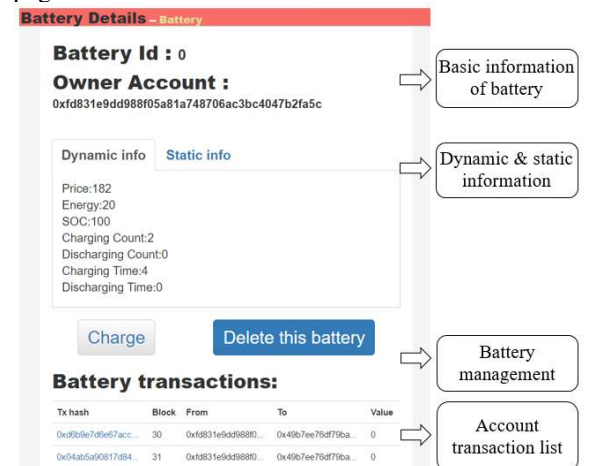 Battery Details – Battery
Battery Id : 0
Owner Account :
0xfd831e9dd988f05a81a748706ac3bc4047b2fa5c
Basic information
of battery
Dynamic info Static info
Dynamic & static
information
Price:182
Energy:20
SOC:100
Charging Count:2
Discharging Count:0
Charging Time:4
Discharging Time:0
Charge Delete this battery
Battery
management
Battery transactions:
Tx hash Block From To Value
0xd6b9e7d6e67acc... 30 0xfd831e9dd988f0... 0x49b7ee76df79ba... 0
0x04ab5a90817d84... 31 0xfd831e9dd988f0... 0x49b7ee76df79ba... 0
Account
transaction list